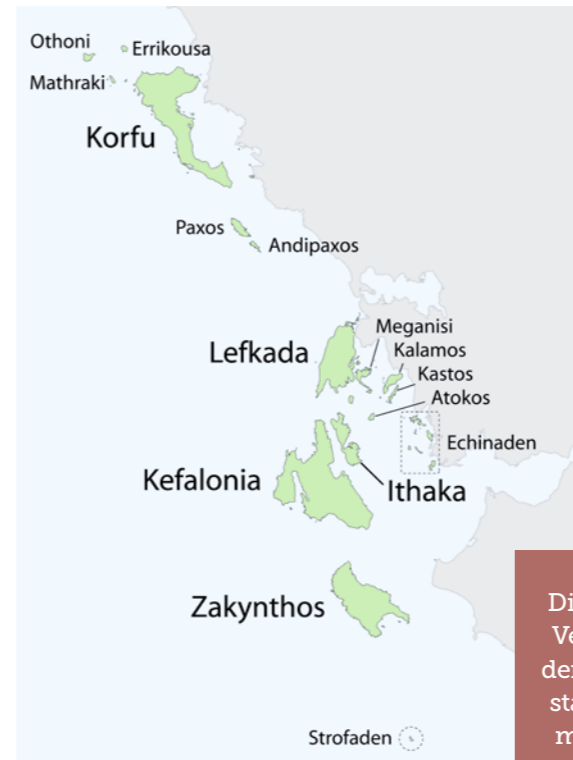 Othoni
Errikousa
Mathraki
Korfu
Paxos
Andipaxos
Meganisi
Lefkada
Kalamos
Kastos
Atokos
Echinaden
Kefalonia
Ithaka
Zakynthos
Strofaden